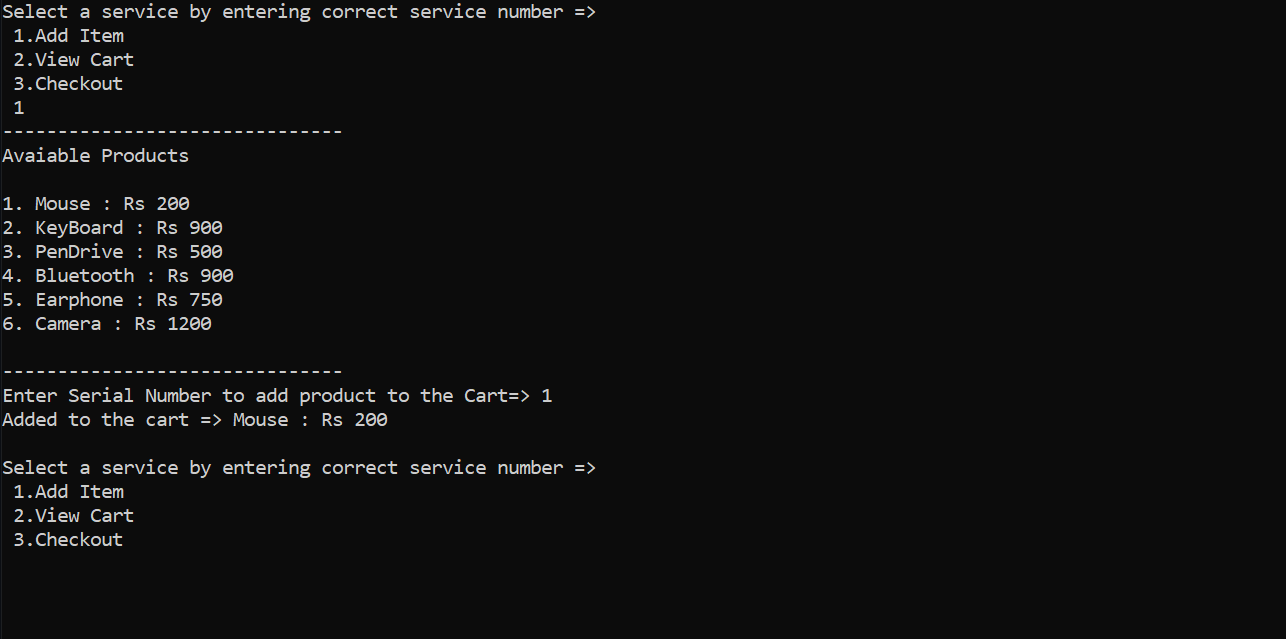 Select a service by entering correct service number =>
1.Add Item
2.View Cart
3.Checkout
1
-------------------------------
Avaiable Products
1. Mouse : Rs 200
2. KeyBoard : Rs 900
3. PenDrive : Rs 500
4. Bluetooth : Rs 900
5. Earphone : Rs 750
6. Camera : Rs 1200
-------------------------------
Enter Serial Number to add product to the Cart=> 1
Added to the cart => Mouse : Rs 200
Select a service by entering correct service number =>
1.Add Item
2.View Cart
3.Checkout